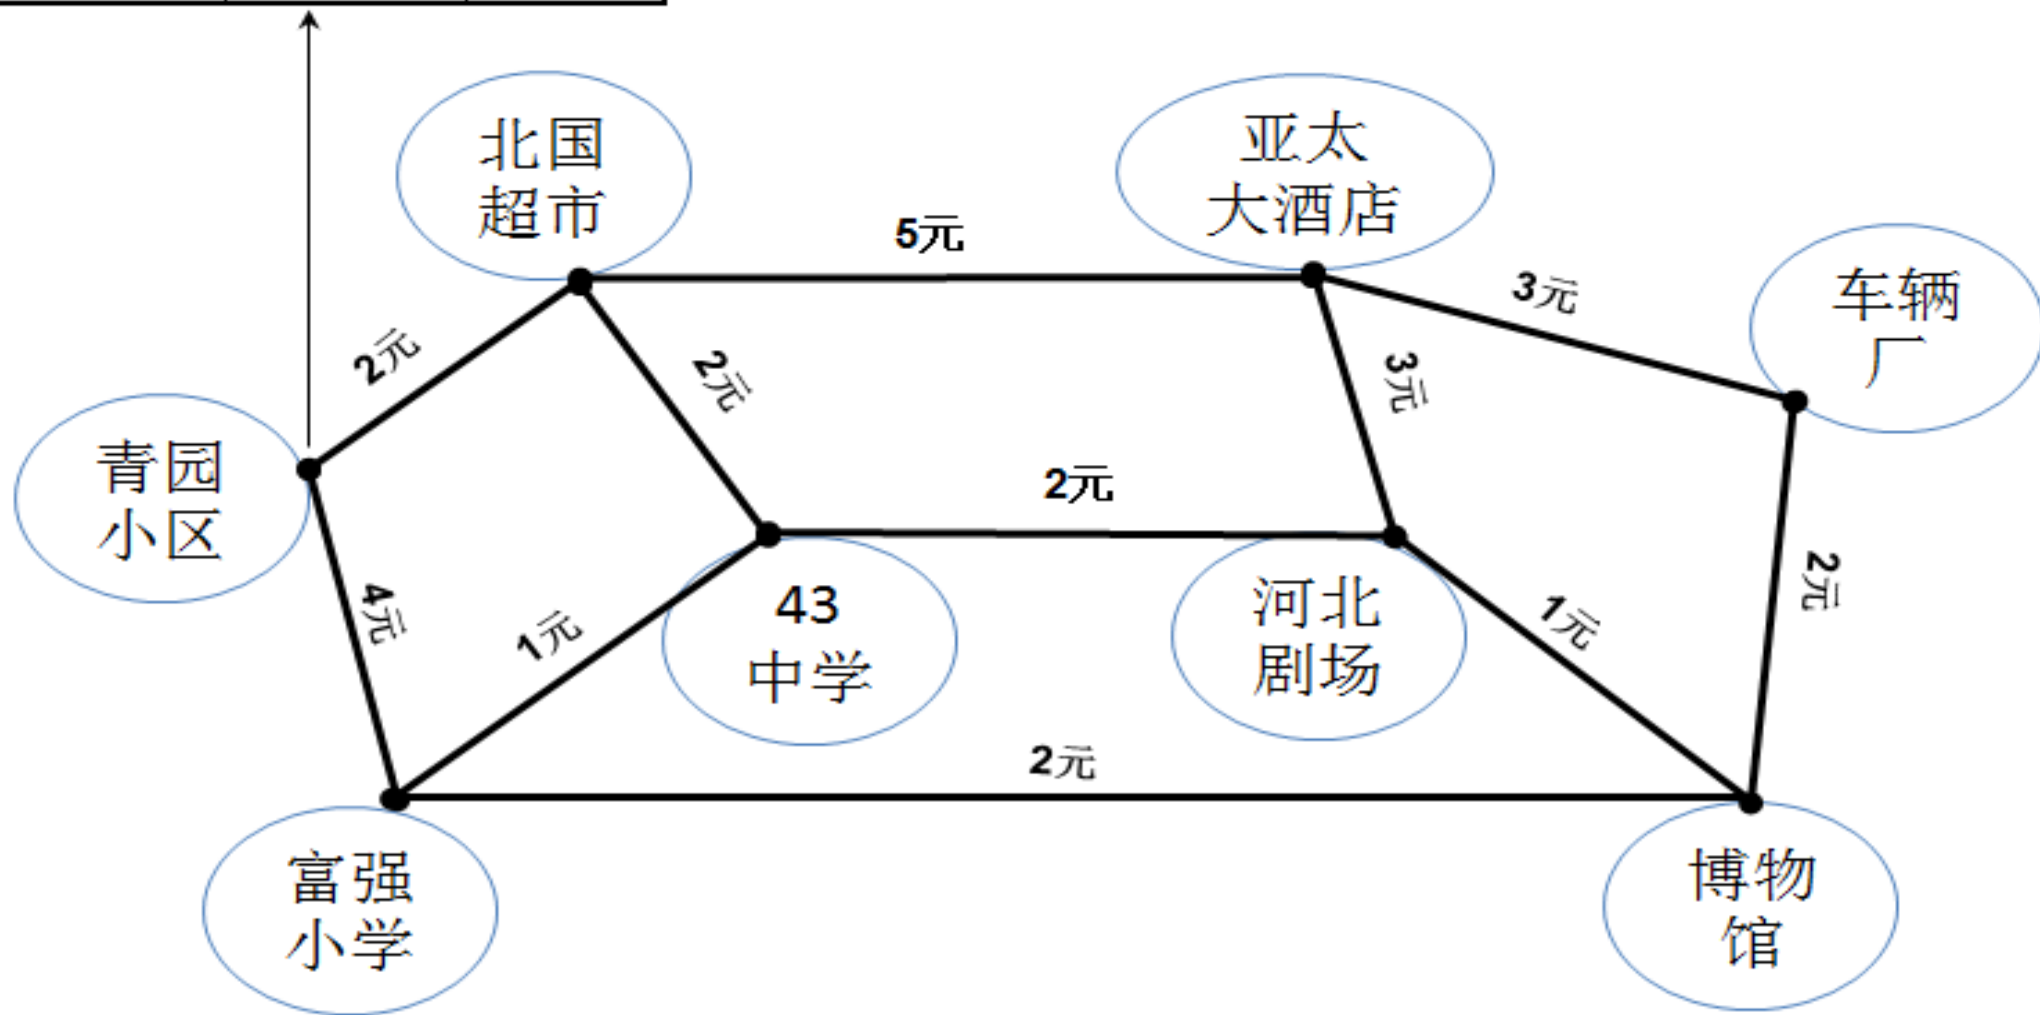 北国
超市
亚太
大酒店
5元
3元
车辆
厂
2元
2元
3元
青园
小区
2元
4元
1元
43
中学
河北
剧场
1元
2元
2元
富强
小学
博物
馆